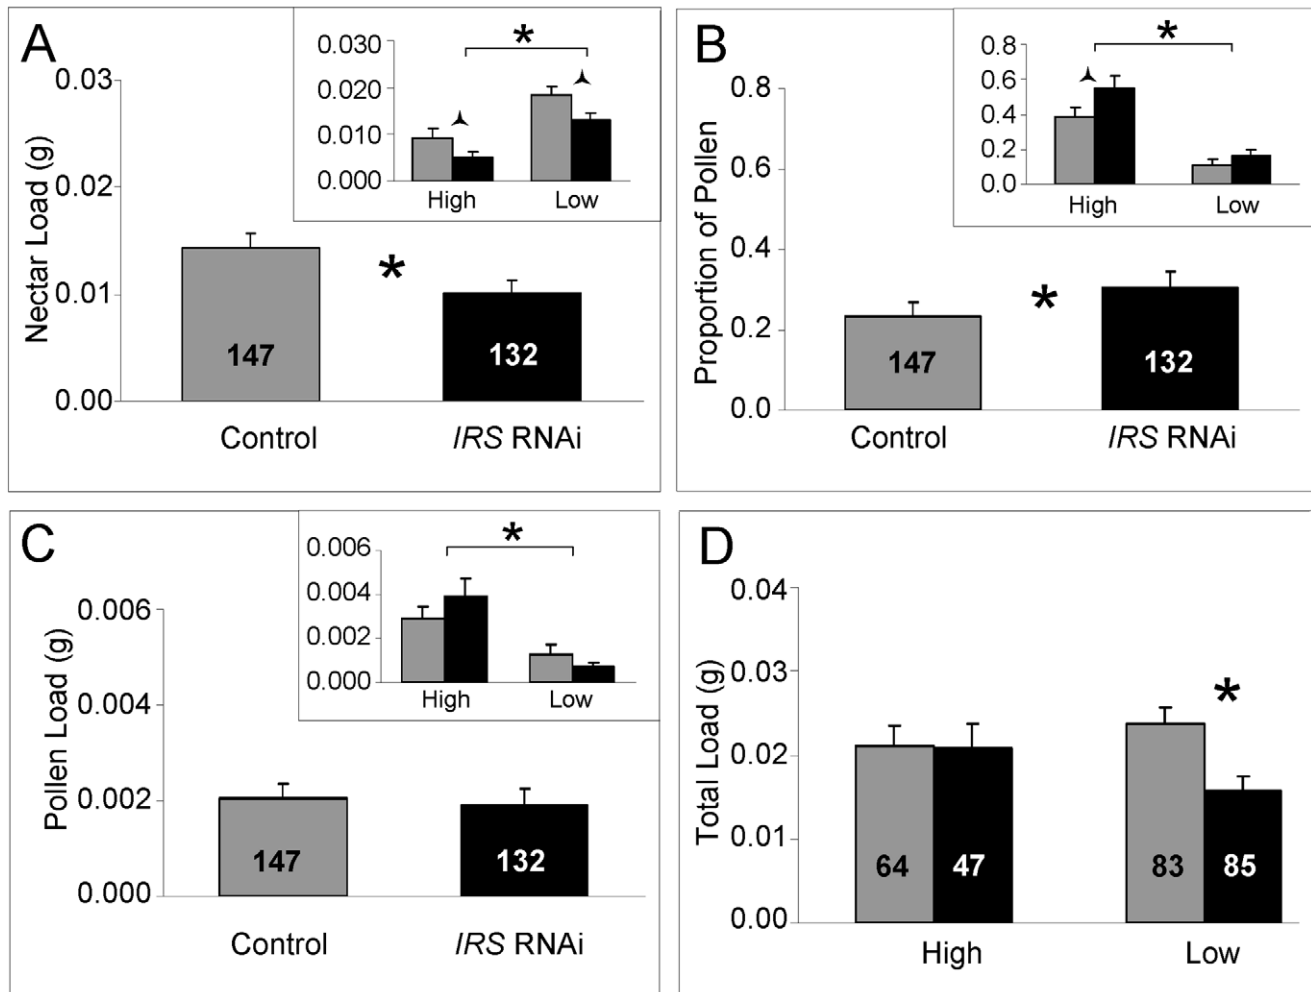 A
Nectar Load (g)
0.03
0.02
0.01
0.00
147
132
Control
IRS RNAi
0.030
0.020
0.010
0.000
*
High
Low
*
B
Proportion of Pollen
0.8
0.6
0.4
0.2
0.0
147
132
Control
IRS RNAi
0.8
0.6
0.4
0.2
0.0
*
High
Low
*
C
Pollen Load (g)
0.006
0.004
0.002
0.000
147
132
Control
IRS RNAi
0.006
0.004
0.002
0.000
*
High
Low
D
Total Load (g)
0.04
0.03
0.02
0.01
0.00
*
64
47
83
85
High
Low